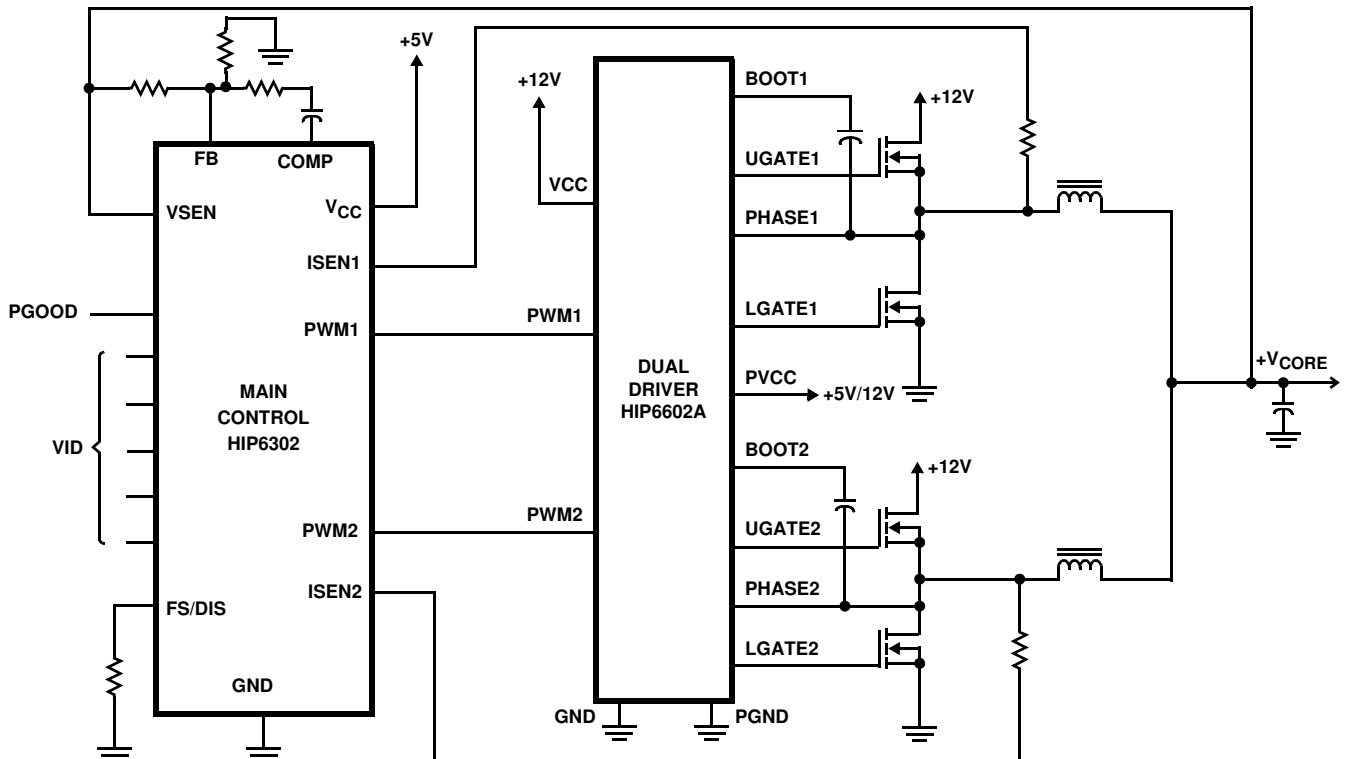 +5V
+12V
BOOT1
+12V
FB
COMP
UGATE1
VCC
VSEN
VCC
PHASE1
ISEN1
PGOOD
PWM1
PWM1
LGATE1
+VCORE
DUAL
DRIVER
HIP6602A
PVCC
+5V/12V
MAIN
CONTROL
HIP6302
VID
BOOT2
+12V
PWM2
PWM2
UGATE2
ISEN2
PHASE2
FS/DIS
LGATE2
GND
GND
PGND